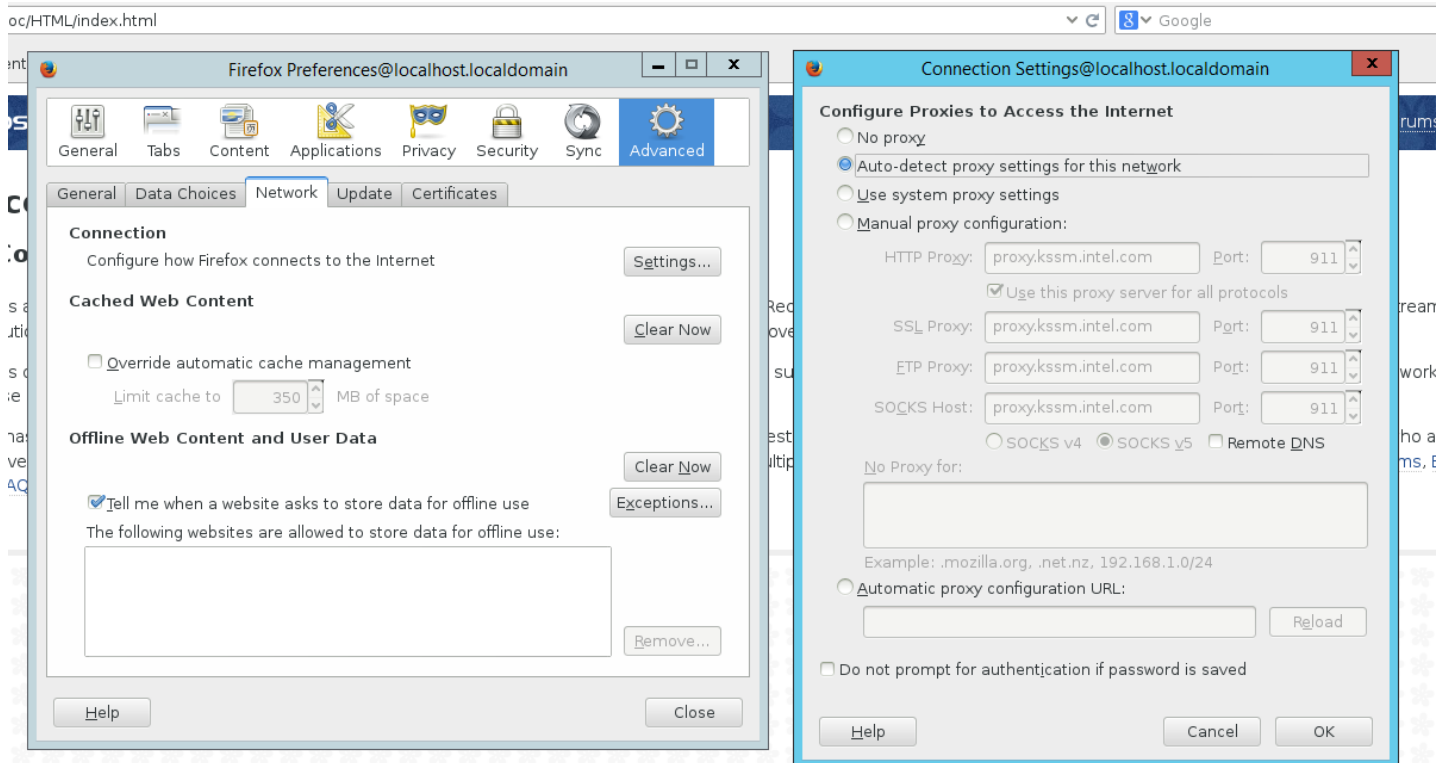 oc/HTML/index.html
Google
Firefox Preferences@localhost.localdomain
General Tabs Content Applications Privacy Security Sync Advanced
General Data Choices Network Update Certificates
Connection
Configure how Firefox connects to the Internet
Settings...
Cached Web Content
Clear Now
Override automatic cache management
Limit cache to 350 MB of space
Offline Web Content and User Data
Clear Now
Tell me when a website asks to store data for offline use
Exceptions...
The following websites are allowed to store data for offline use:
Remove...
Help Close
Connection Settings@localhost.localdomain
Configure Proxies to Access the Internet
No proxy
Auto-detect proxy settings for this network
Use system proxy settings
Manual proxy configuration:
HTTP Proxy: proxy.kssm.intel.com Port: 911
Use this proxy server for all protocols
SSL Proxy: proxy.kssm.intel.com Port: 911
FTP Proxy: proxy.kssm.intel.com Port: 911
SOCKS Host: proxy.kssm.intel.com Port: 911
SOCKS v4 SOCKS v5 Remote DNS
No Proxy for:
Example: .mozilla.org, .net.nz, 192.168.1.0/24
Automatic proxy configuration URL:
Reload
Do not prompt for authentication if password is saved
Help Cancel OK